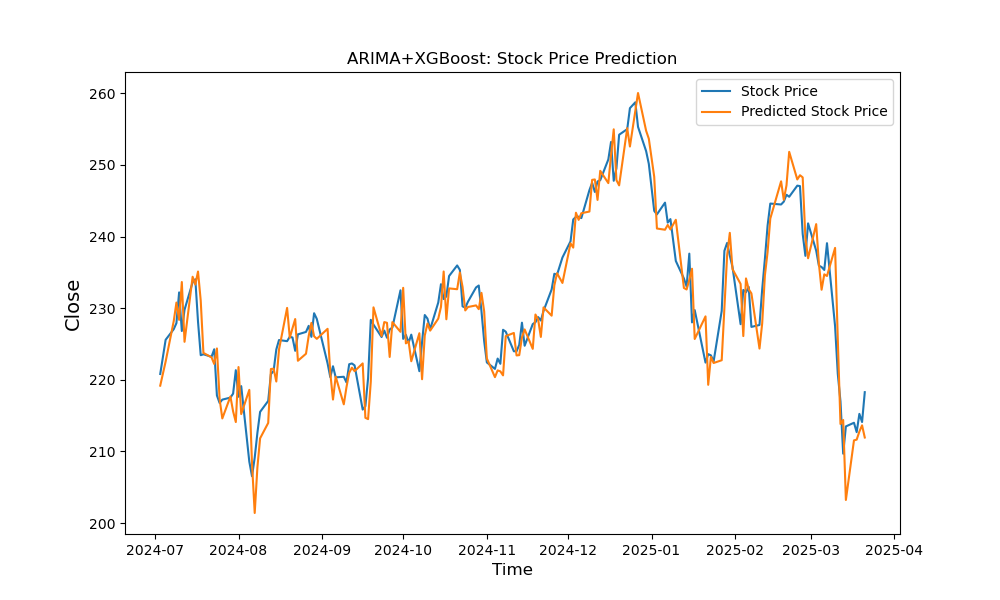 ARIMA+XGBoost: Stock Price Prediction
Stock Price
Predicted Stock Price
260
250
240
230
220
210
200
Close
2024-07 2024-08 2024-09 2024-10 2024-11 2024-12 2025-01 2025-02 2025-03 2025-04
Time